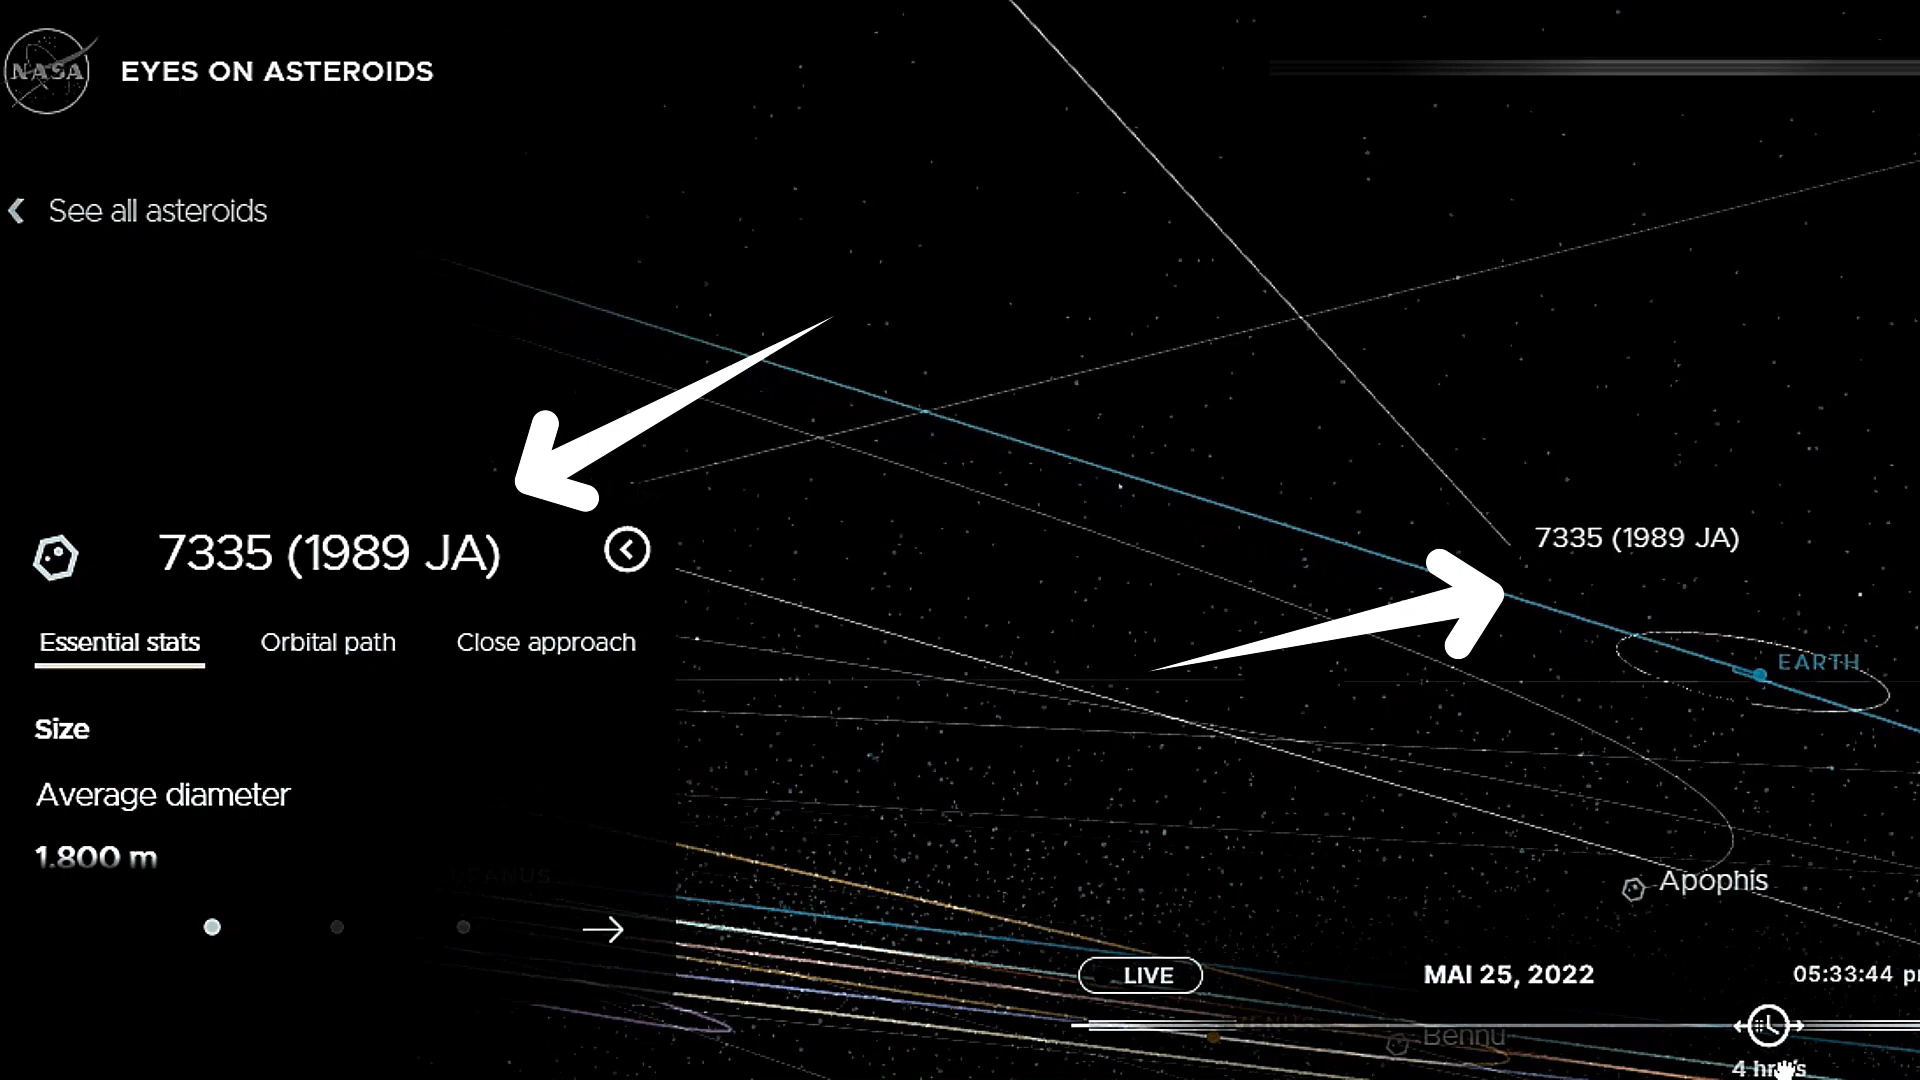 NASA
EYES ON ASTEROIDS
See all asteroids
7335 (1989 JA)
Essential stats Orbital path Close approach
Size
Average diameter
1.800 m
7335 (1989 JA)
EARTH
Apophis
LIVE
MAI 25, 2022
05:33:44
Bennu